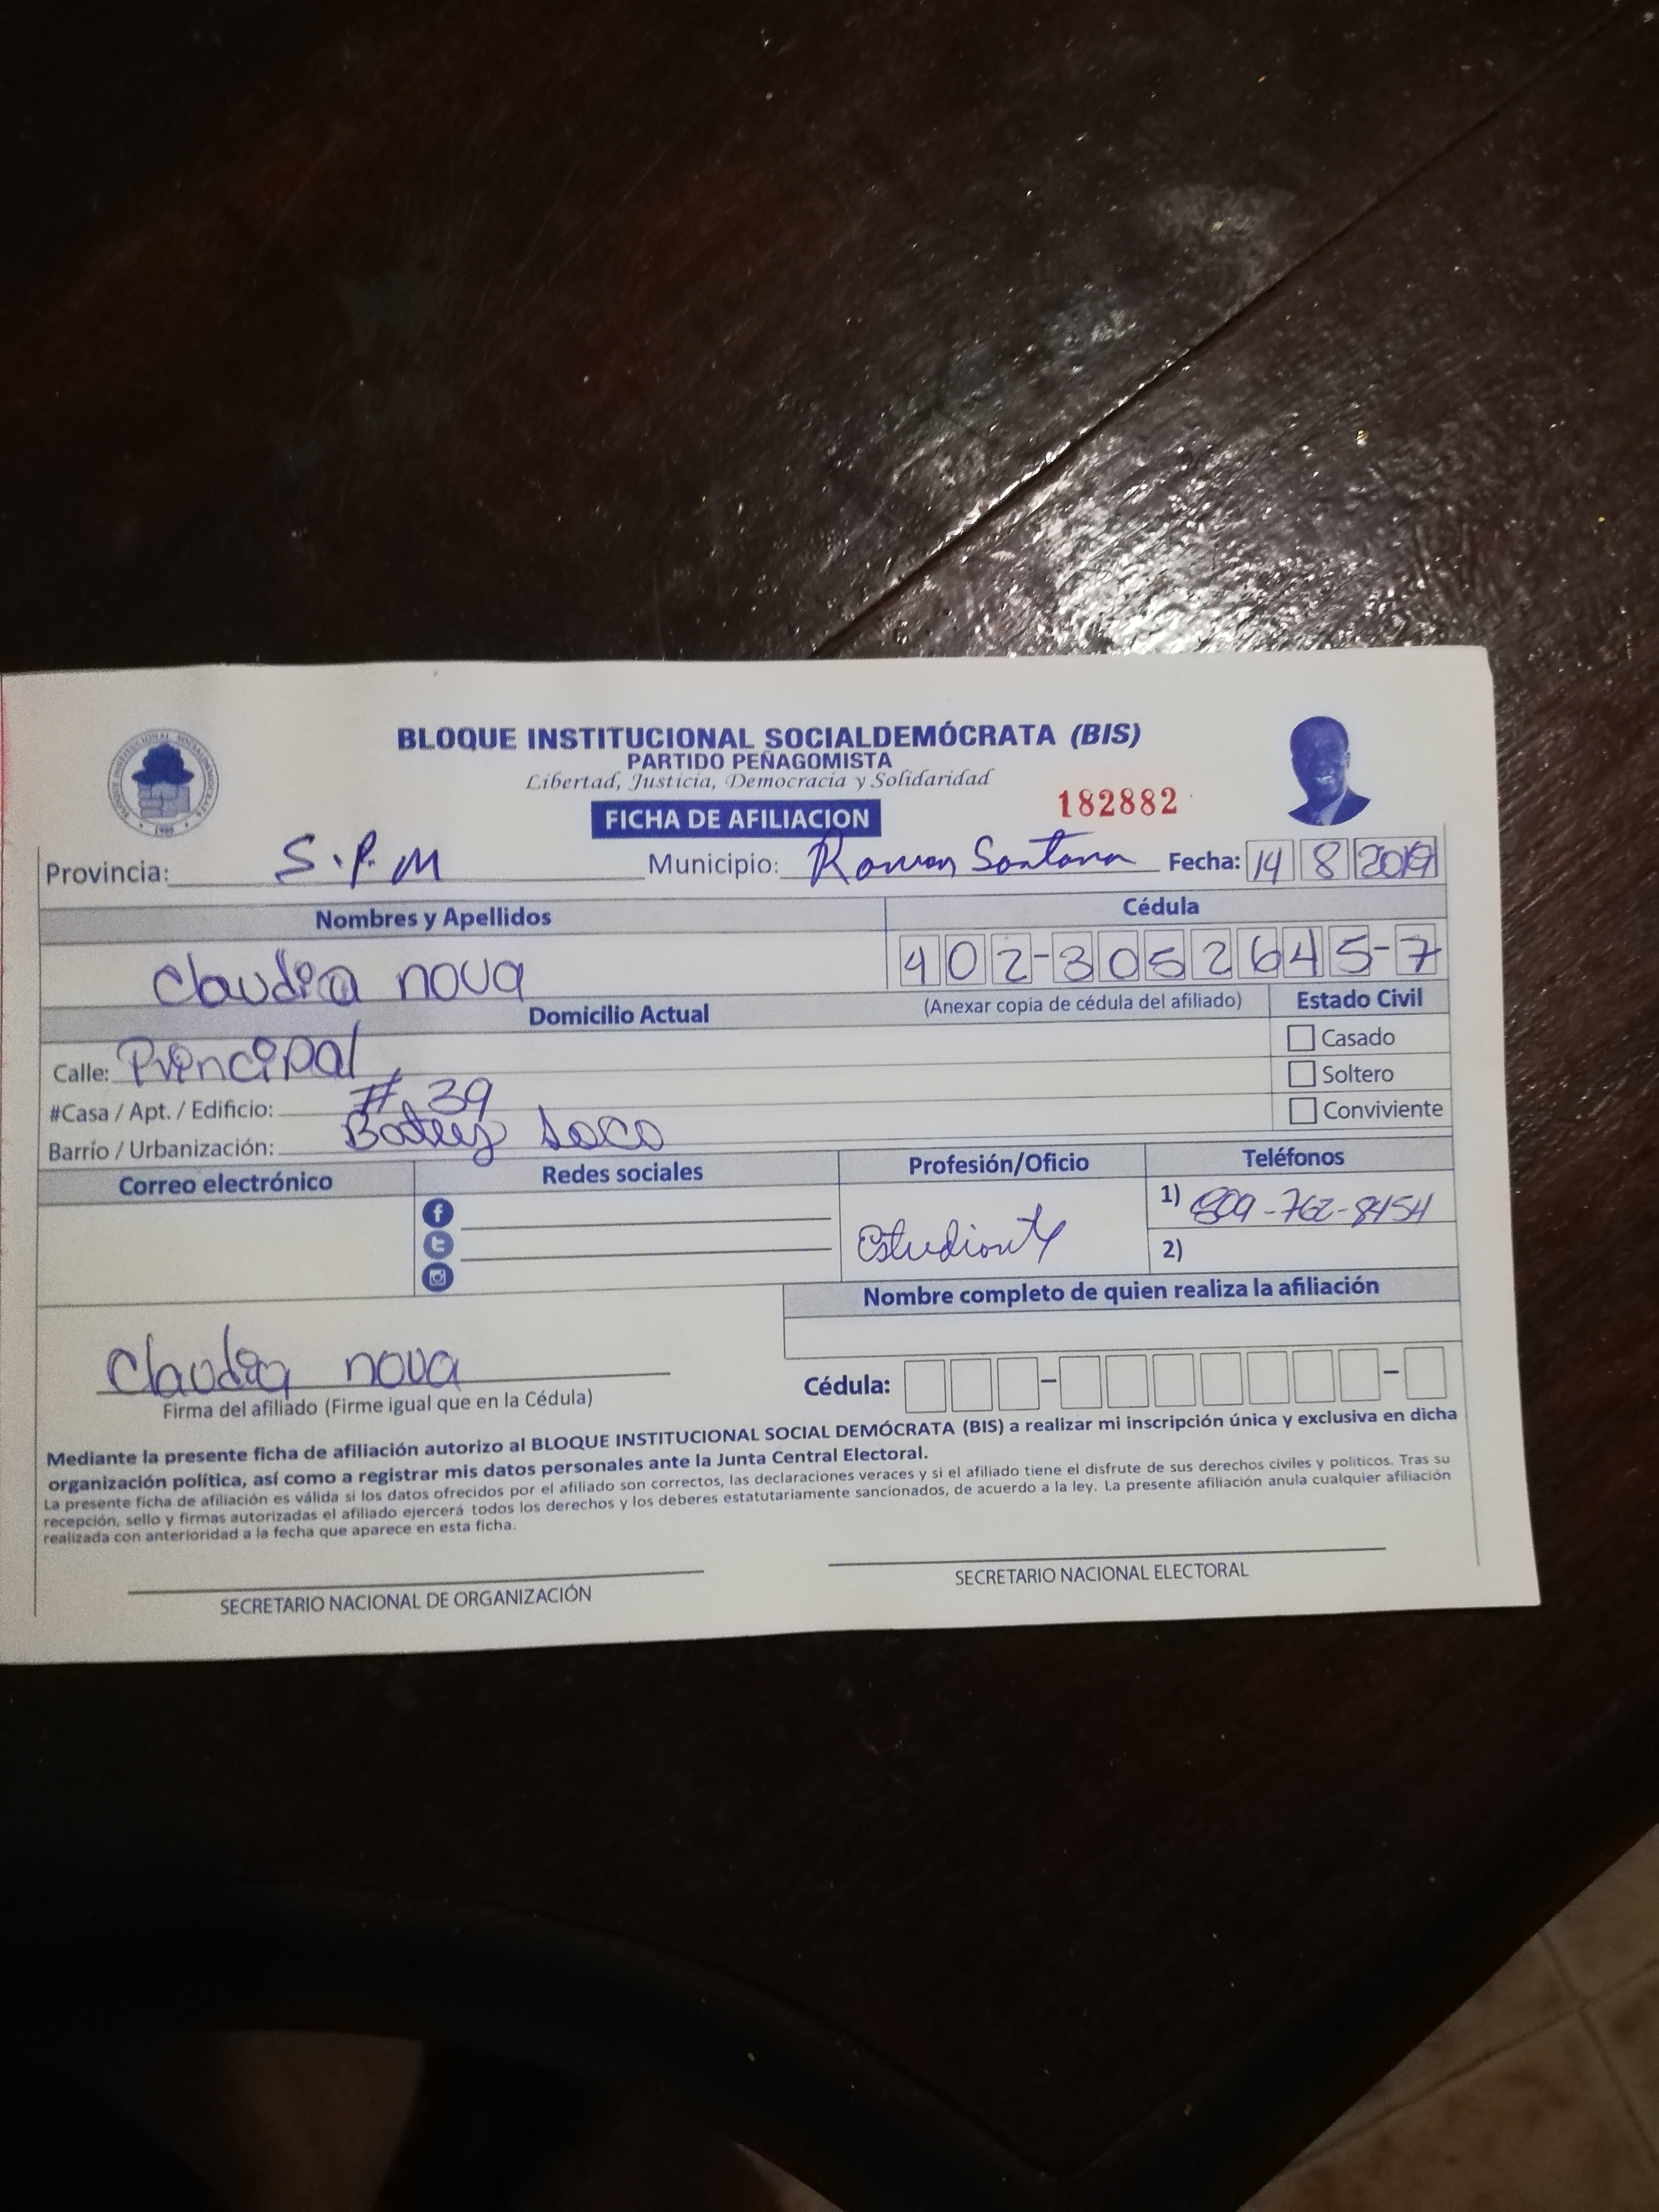 BLOQUE INSTITUCIONAL SOCIALDEMÓCRATA (BIS)
PARTIDO PEÑAGOMISTA
Libertad, Justicia, Democracia y Solidaridad
182882
FICHA DE AFILIACION
Provincia: S.P.M Municipio: Ramon Santana Fecha: 14 8 2019
Nombres y Apellidos Cédula
Claudia nova 402-3052645-7
Domicilio Actual (Anexar copia de cédula del afiliado) Estado Civil
Calle: Principal Casado
#Casa / Apt. / Edificio: #39 Soltero
Barrío / Urbanización: Batey Soco Conviviente
Correo electrónico Redes sociales Profesión/Oficio Teléfonos
Estudiante 1) 809-762-8454
2)
Nombre completo de quien realiza la afiliación
Claudia nova
Firma del afiliado (Firme igual que en la Cédula) Cédula:
Mediante la presente ficha de afiliación autorizo al BLOQUE INSTITUCIONAL SOCIAL DEMÓCRATA (BIS) a realizar mi inscripción única y exclusiva en dicha
organización política, así como a registrar mis datos personales ante la Junta Central Electoral.
La presente ficha de afiliación es válida si los datos ofrecidos por el afiliado son correctos, las declaraciones veraces y si el afiliado tiene el disfrute de sus derechos civiles y políticos. Tras su
recepción, sello y firmas autorizadas el afiliado ejercerá todos los derechos y los deberes estatutariamente sancionados, de acuerdo a la ley. La presente afiliación anula cualquier afiliación
realizada con anterioridad a la fecha que aparece en esta ficha.
SECRETARIO NACIONAL DE ORGANIZACIÓN SECRETARIO NACIONAL ELECTORAL